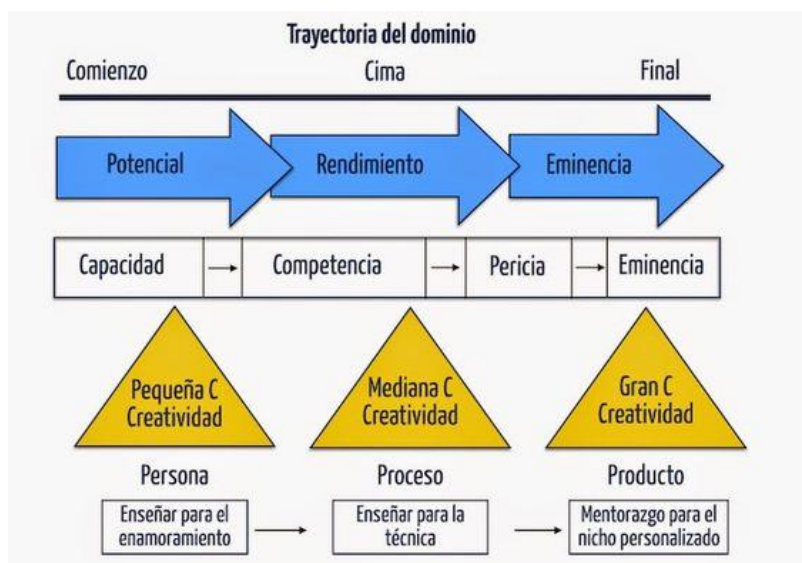 Trayectoria del dominio
Comienzo Cima Final
Potencial Rendimiento Eminencia
Capacidad Competencia Pericia Eminencia
Pequeña C Mediana C Gran C
Creatividad Creatividad Creatividad
Persona Proceso Producto
Enseñar para el Enseñar para la Mentorazgo para el
enamoramiento técnica nicho personalizado